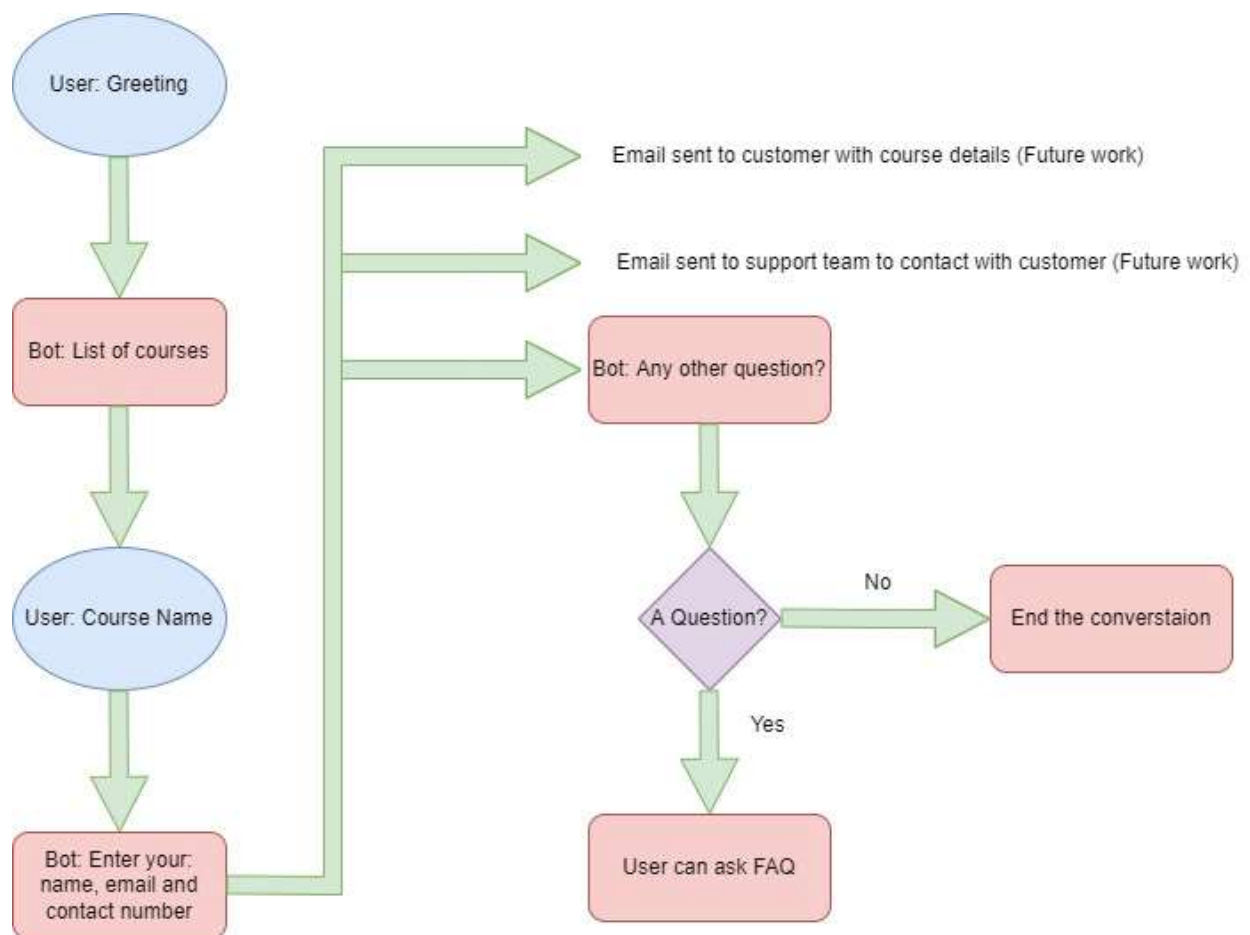 User: Greeting
Bot: List of courses
User: Course Name
Bot: Enter your:
name, email and
contact number
Email sent to customer with course details (Future work)
Email sent to support team to contact with customer (Future work)
Bot: Any other question?
A Question?
No
End the converstaion
Yes
User can ask FAQ